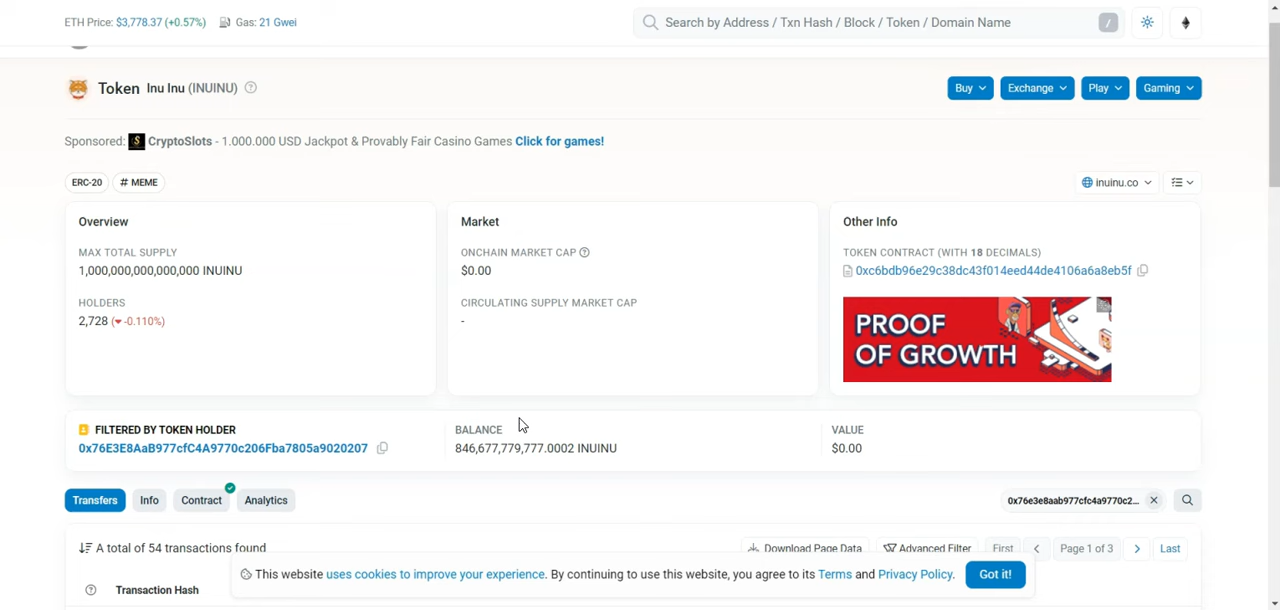 ETH Price: $3,778.37 (+0.57%) Gas: 21 Gwei
Search by Address / Txn Hash / Block / Token / Domain Name /
Token Inu Inu (INUINU)
Buy Exchange Play Gaming
Sponsored: CryptoSlots - 1.000.000 USD Jackpot & Provably Fair Casino Games Click for games!
ERC-20 # MEME
inuinu.co
Overview
MAX TOTAL SUPPLY
1,000,000,000,000,000 INUINU
HOLDERS
2,728 (-0.110%)
Market
ONCHAIN MARKET CAP
$0.00
CIRCULATING SUPPLY MARKET CAP
-
Other Info
TOKEN CONTRACT (WITH 18 DECIMALS)
0xc6bdb96e29c38dc43f014eed44de4106a6a8eb5f
PROOF
OF GROWTH
FILTERED BY TOKEN HOLDER
0x76E3E8AaB977cfC4A9770c206Fba7805a9020207
BALANCE
846,677,779,777.0002 INUINU
VALUE
$0.00
Transfers Info Contract Analytics
0x76e3e8aab977cfc4a9770c2...
A total of 54 transactions found
Download Page Data Advanced Filter First Page 1 of 3 Last
This website uses cookies to improve your experience. By continuing to use this website, you agree to its Terms and Privacy Policy. Got it!
Transaction Hash